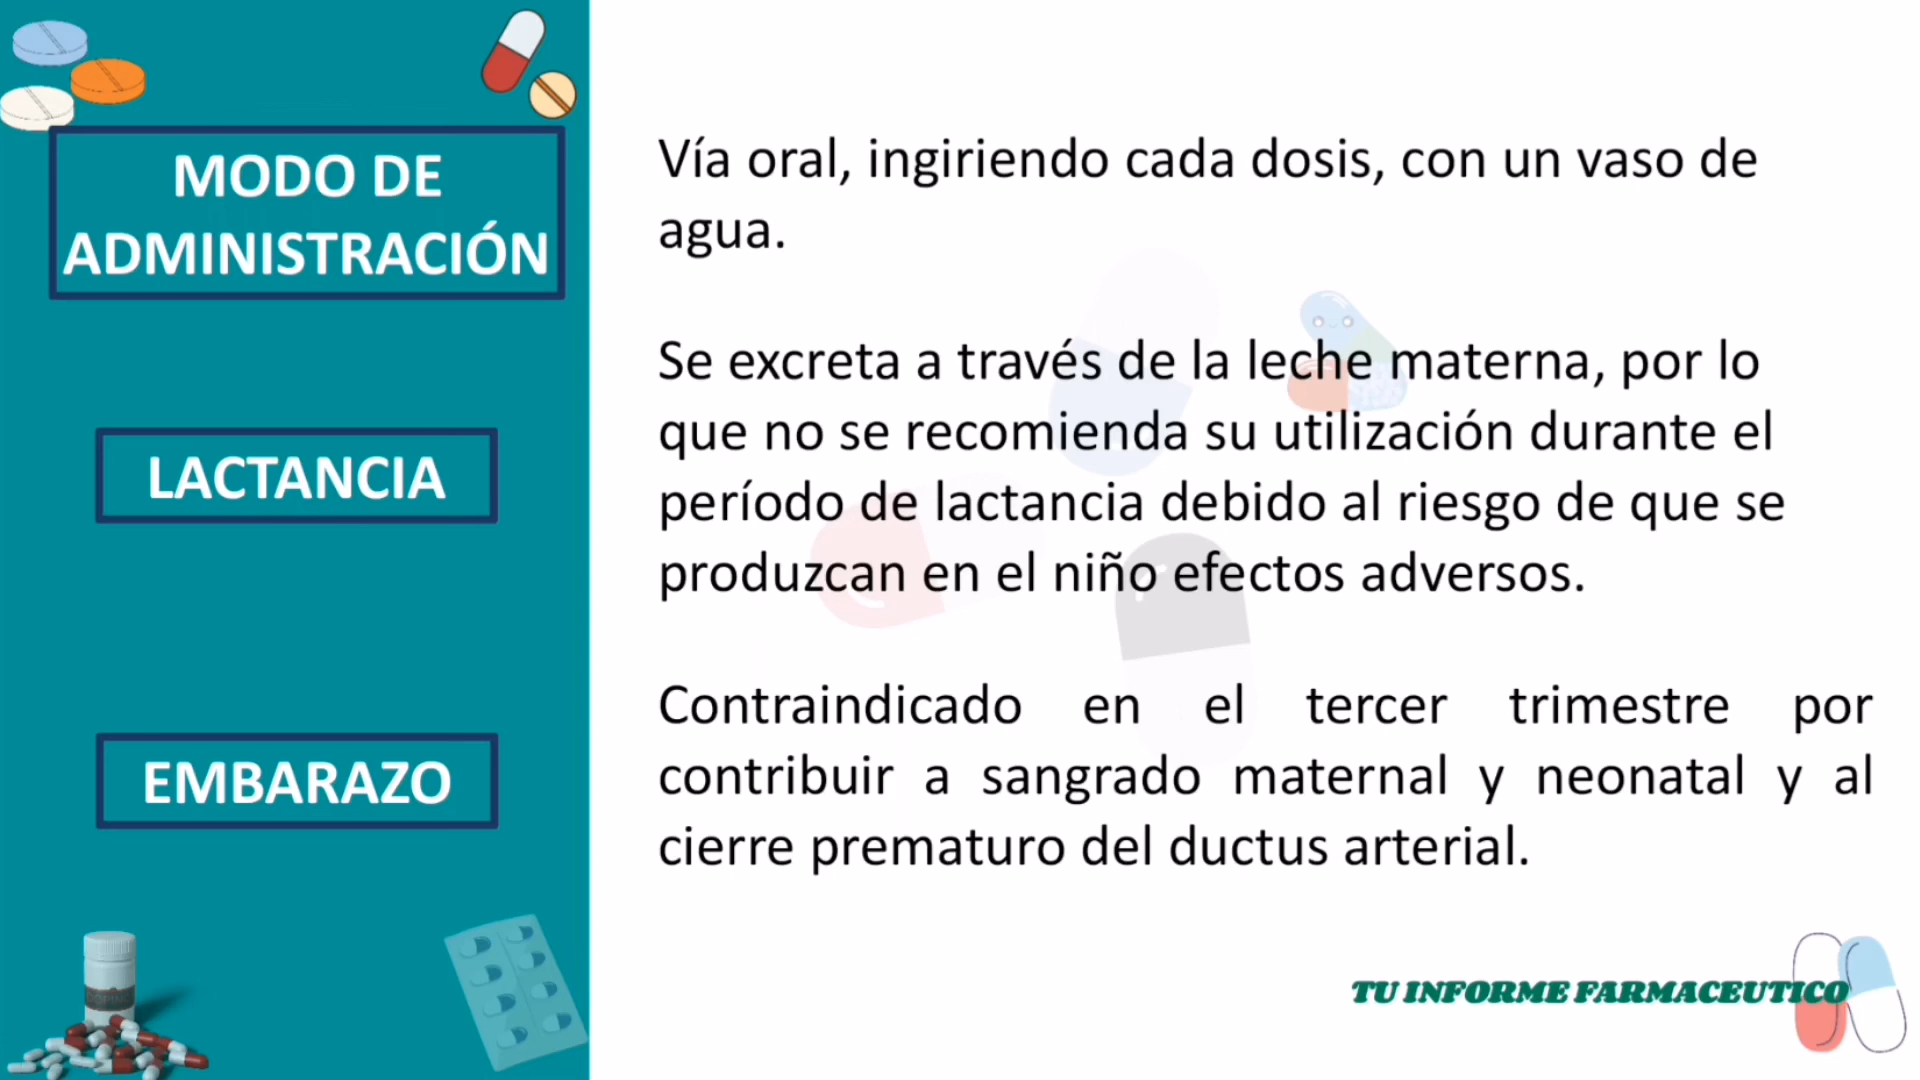 MODO DE
ADMINISTRACIÓN
Vía oral, ingiriendo cada dosis, con un vaso de
agua.
LACTANCIA
Se excreta a través de la leche materna, por lo
que no se recomienda su utilización durante el
período de lactancia debido al riesgo de que se
produzcan en el niño efectos adversos.
EMBARAZO
Contraindicado en el tercer trimestre por
contribuir a sangrado maternal y neonatal y al
cierre prematuro del ductus arterial.
TU INFORME FARMACEUTICO